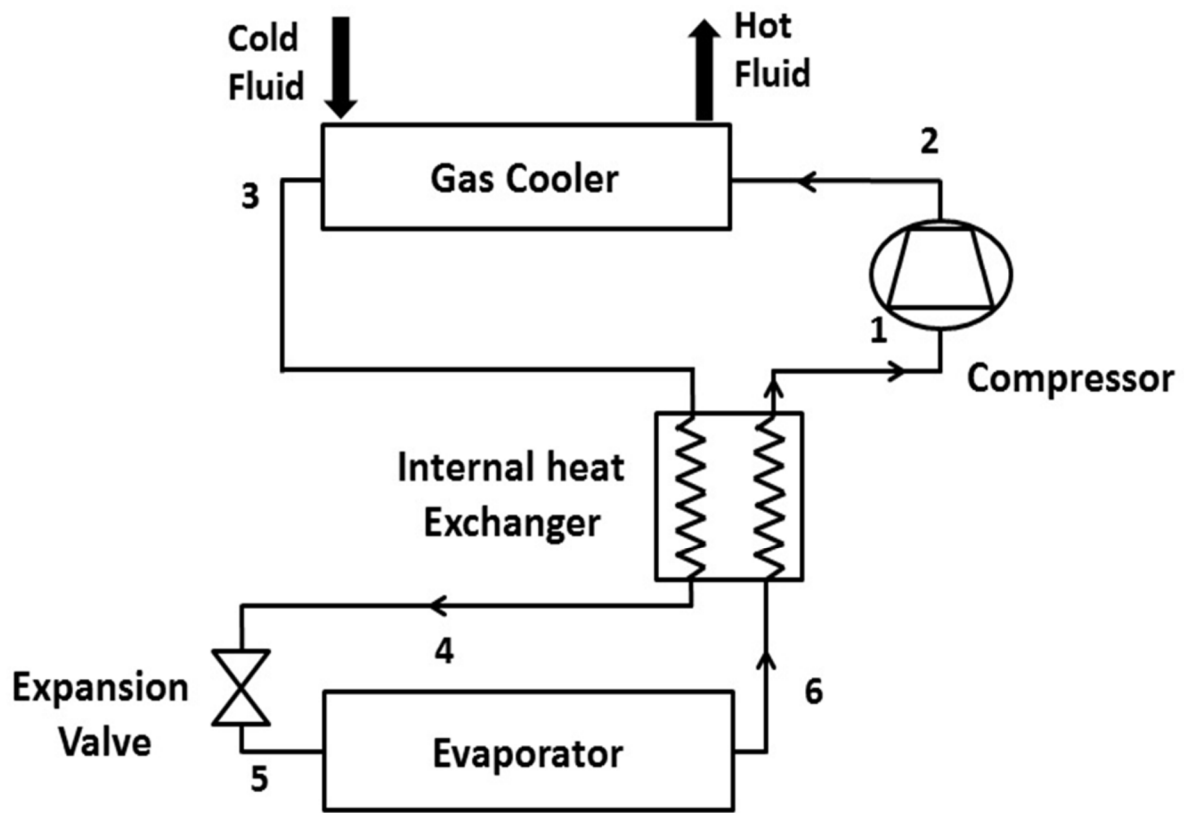 Cold
Fluid
Hot
Fluid
Gas Cooler
2
3
1
Compressor
Internal heat
Exchanger
4
Expansion
Valve
6
Evaporator
5